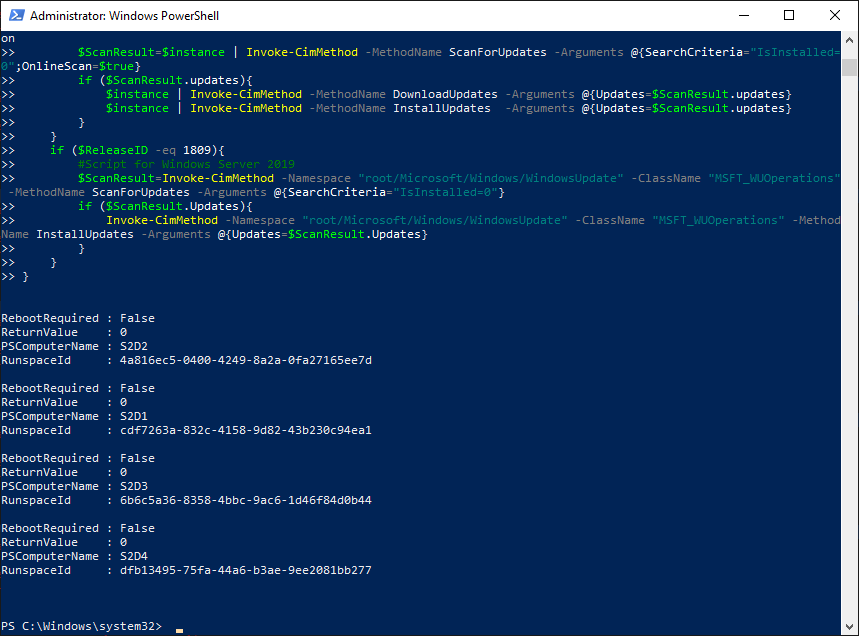 Administrator: Windows PowerShell
on
>>         $ScanResult=$instance | Invoke-CimMethod -MethodName ScanForUpdates -Arguments @{SearchCriteria="IsInstalled=
0";OnlineScan=$true}
>>         if ($ScanResult.updates){
>>             $instance | Invoke-CimMethod -MethodName DownloadUpdates -Arguments @{Updates=$ScanResult.updates}
>>             $instance | Invoke-CimMethod -MethodName InstallUpdates  -Arguments @{Updates=$ScanResult.updates}
>>         }
>>     }
>>     if ($ReleaseID -eq 1809){
>>         #Script for Windows Server 2019
>>         $ScanResult=Invoke-CimMethod -Namespace "root/Microsoft/Windows/WindowsUpdate" -ClassName "MSFT_WUOperations"
 -MethodName ScanForUpdates -Arguments @{SearchCriteria="IsInstalled=0"}
>>         if ($ScanResult.Updates){
>>             Invoke-CimMethod -Namespace "root/Microsoft/Windows/WindowsUpdate" -ClassName "MSFT_WUOperations" -Method
Name InstallUpdates -Arguments @{Updates=$ScanResult.Updates}
>>         }
>>     }
>> }
RebootRequired : False
ReturnValue    : 0
PSComputerName : S2D2
RunspaceId     : 4a816ec5-0400-4249-8a2a-0fa27165ee7d
RebootRequired : False
ReturnValue    : 0
PSComputerName : S2D1
RunspaceId     : cdf7263a-832c-4158-9d82-43b230c94ea1
RebootRequired : False
ReturnValue    : 0
PSComputerName : S2D3
RunspaceId     : 6b6c5a36-8358-4bbc-9ac6-1d46f84d0b44
RebootRequired : False
ReturnValue    : 0
PSComputerName : S2D4
RunspaceId     : dfb13495-75fa-44a6-b3ae-9ee2081bb277
PS C:\Windows\system32>